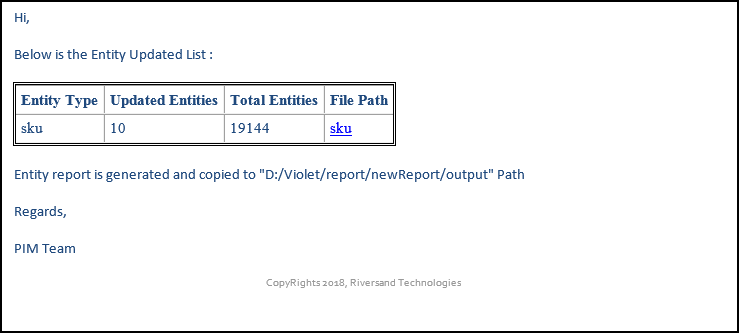 Hi,
Below is the Entity Updated List :
Entity Type Updated Entities Total Entities File Path
sku 10 19144 sku
Entity report is generated and copied to "D:/Violet/report/newReport/output" Path
Regards,
PIM Team
CopyRights 2018, Riversand Technologies